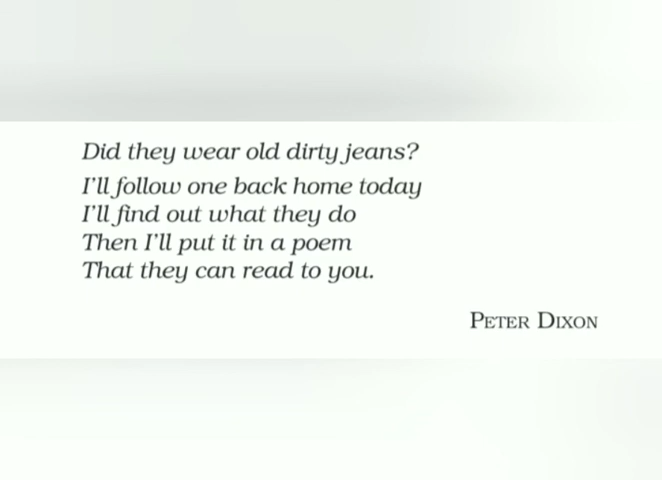 Did they wear old dirty jeans?
I'll follow one back home today
I'll find out what they do
Then I'll put it in a poem
That they can read to you.
PETER DIXON